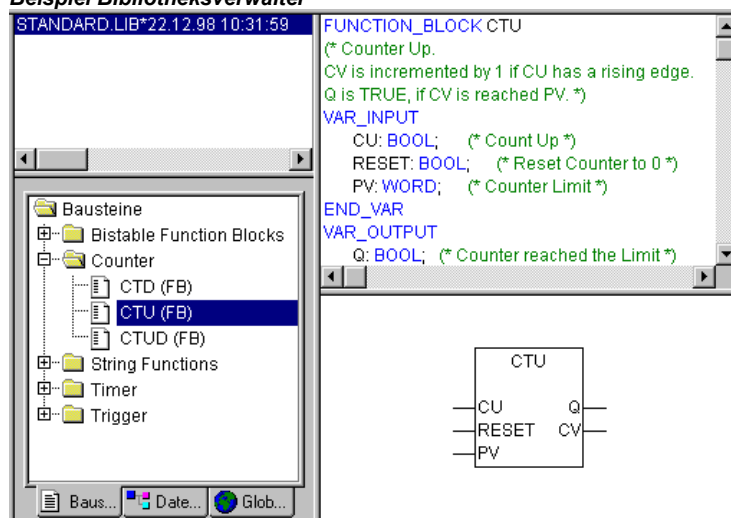 Beispiel Bibliotheksverwalter
STANDARD.LIB*22.12.98 10:31:59
FUNCTION_BLOCK CTU
(* Counter Up.
CV is incremented by 1 if CU has a rising edge.
Q is TRUE, if CV is reached PV. *)
VAR_INPUT
CU: BOOL; (* Count Up *)
RESET: BOOL; (* Reset Counter to 0 *)
PV: WORD; (* Counter Limit *)
END_VAR
VAR_OUTPUT
Q: BOOL; (* Counter reached the Limit *)
Bausteine
Bistable Function Blocks
Counter
CTD (FB)
CTU (FB)
CTUD (FB)
String Functions
Timer
Trigger
Baus... Date... Glob...
CTU
CU Q
RESET CV
PV